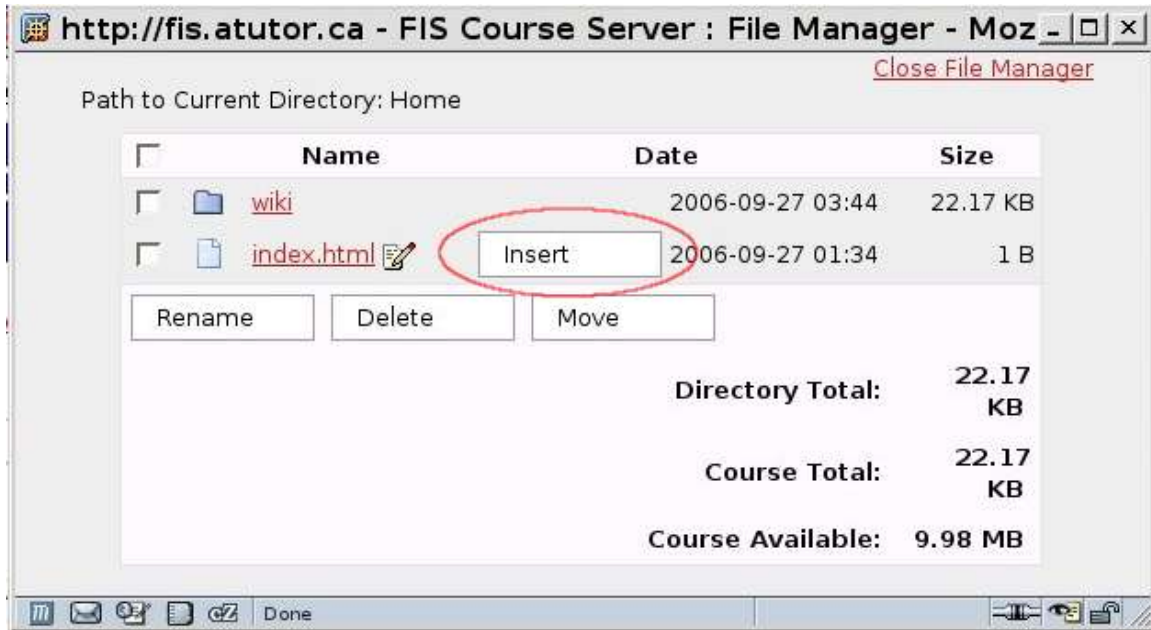 http://fis.atutor.ca - FIS Course Server : File Manager - Moz
Close File Manager
Path to Current Directory: Home
Name Date Size
wiki 2006-09-27 03:44 22.17 KB
index.html Insert 2006-09-27 01:34 1 B
Rename Delete Move
Directory Total: 22.17
KB
Course Total: 22.17
KB
Course Available: 9.98 MB
Done